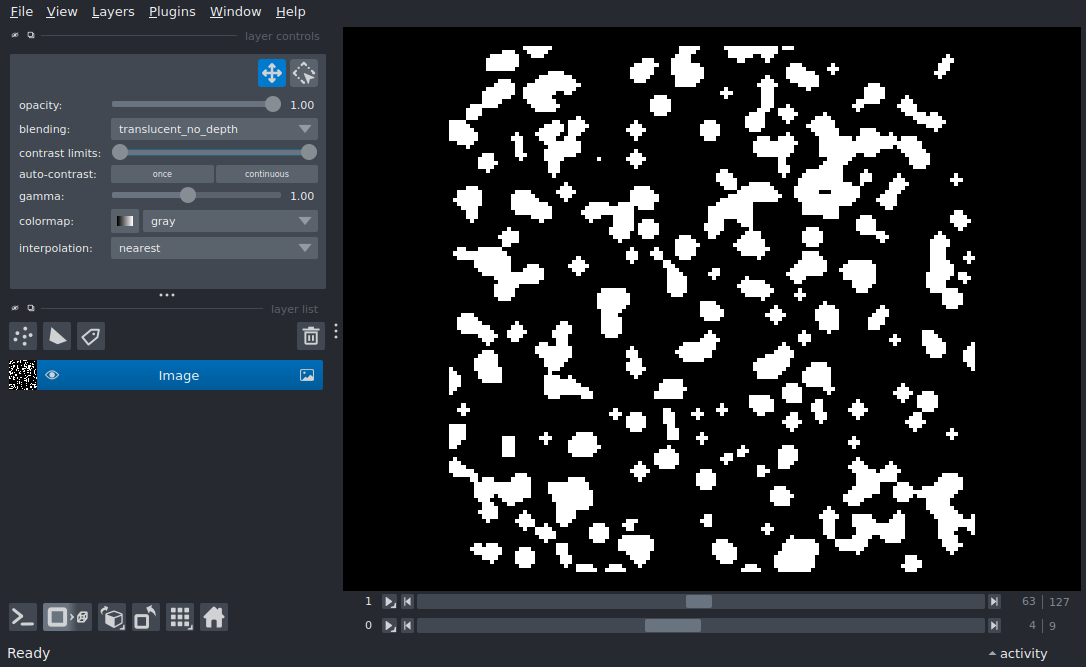 File View Layers Plugins Window Help
layer controls
opacity: 1.00
blending: translucent_no_depth
contrast limits:
auto-contrast: once continuous
gamma: 1.00
colormap: gray
interpolation: nearest
layer list
Image
1 63 127
0 4 9
Ready activity